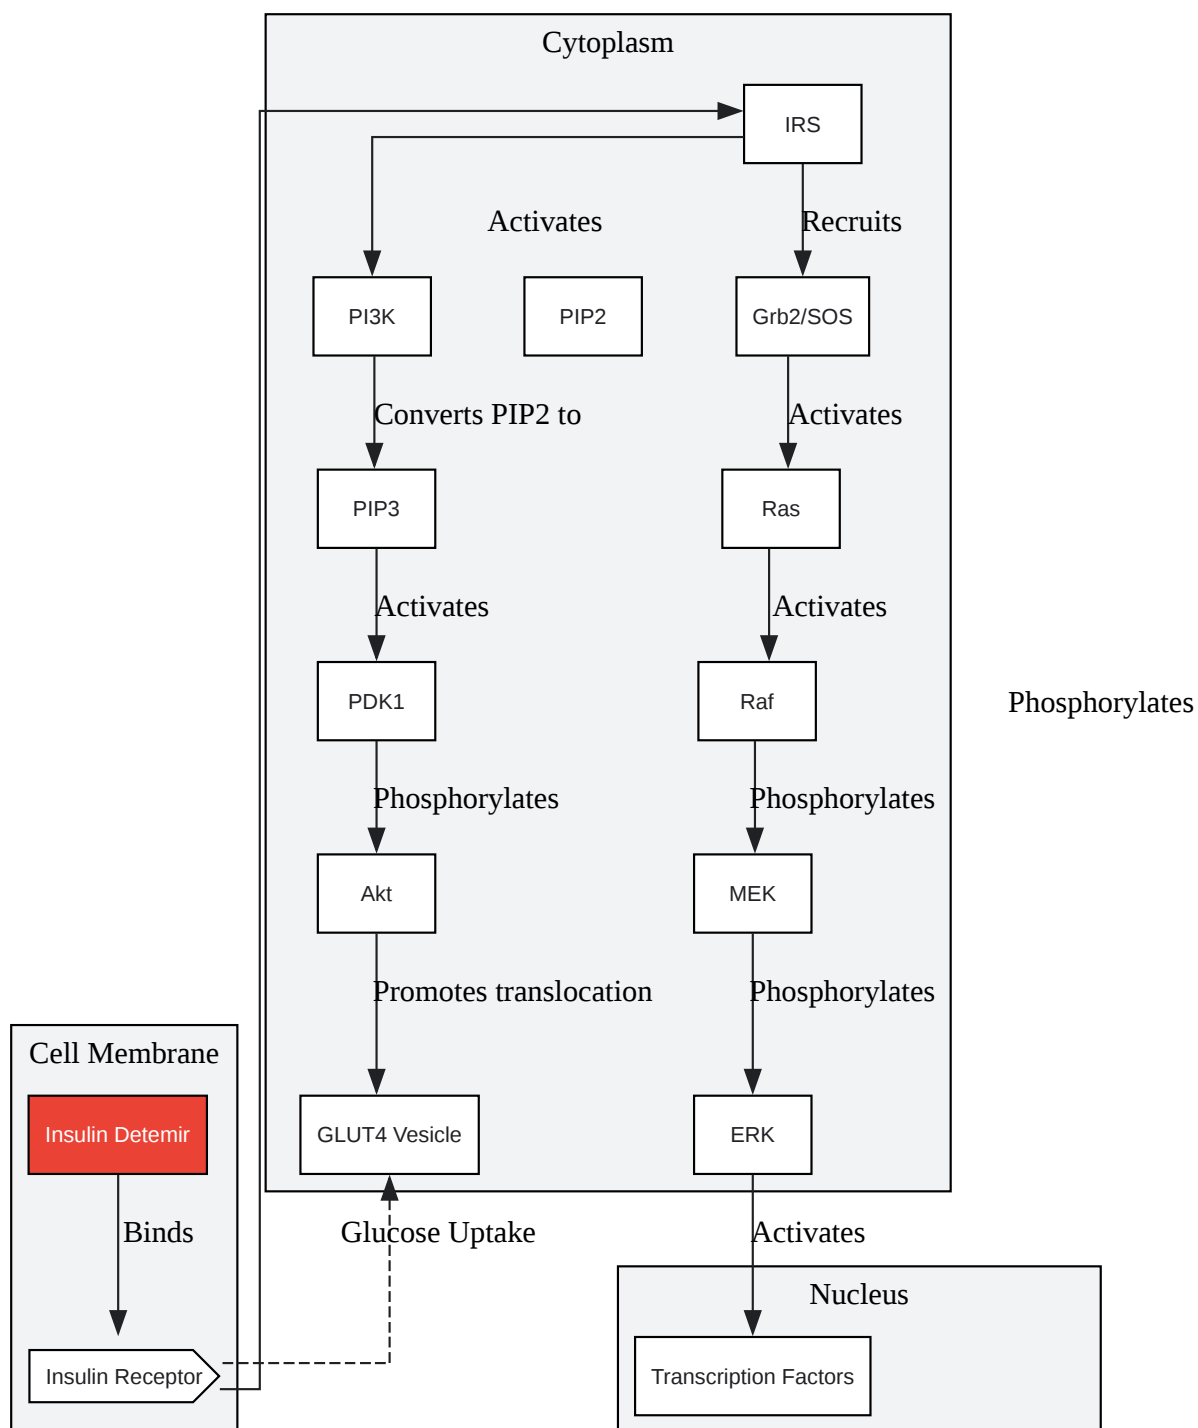 Cytoplasm
IRS
Activates
Recruits
PI3K
PIP2
Grb2/SOS
Converts PIP2 to
Activates
PIP3
Ras
Activates
Activates
PDK1
Raf
Phosphorylates
Phosphorylates
Phosphorylates
Akt
MEK
Promotes translocation
Phosphorylates
Cell Membrane
Insulin Detemir
GLUT4 Vesicle
ERK
Binds
Glucose Uptake
Activates
Nucleus
Insulin Receptor
Transcription Factors